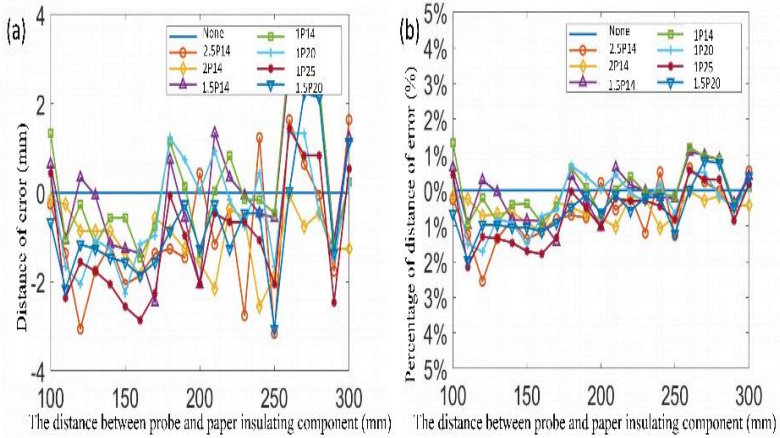 (a)
Distance of error (mm)
4
2
0
-2
-4
None
2.5P14
2P14
1.5P14
1P14
1P20
1P25
1.5P20
100
150
200
250
300
The distance between probe and paper insulating component (mm)
(b)
Percentage of distance of error (%)
5%
4%
3%
2%
1%
0%
1%
2%
3%
4%
5%
None
2.5P14
2P14
1.5P14
1P14
1P20
1P25
1.5P20
100
150
200
250
300
The distance between probe and paper insulating component (mm)